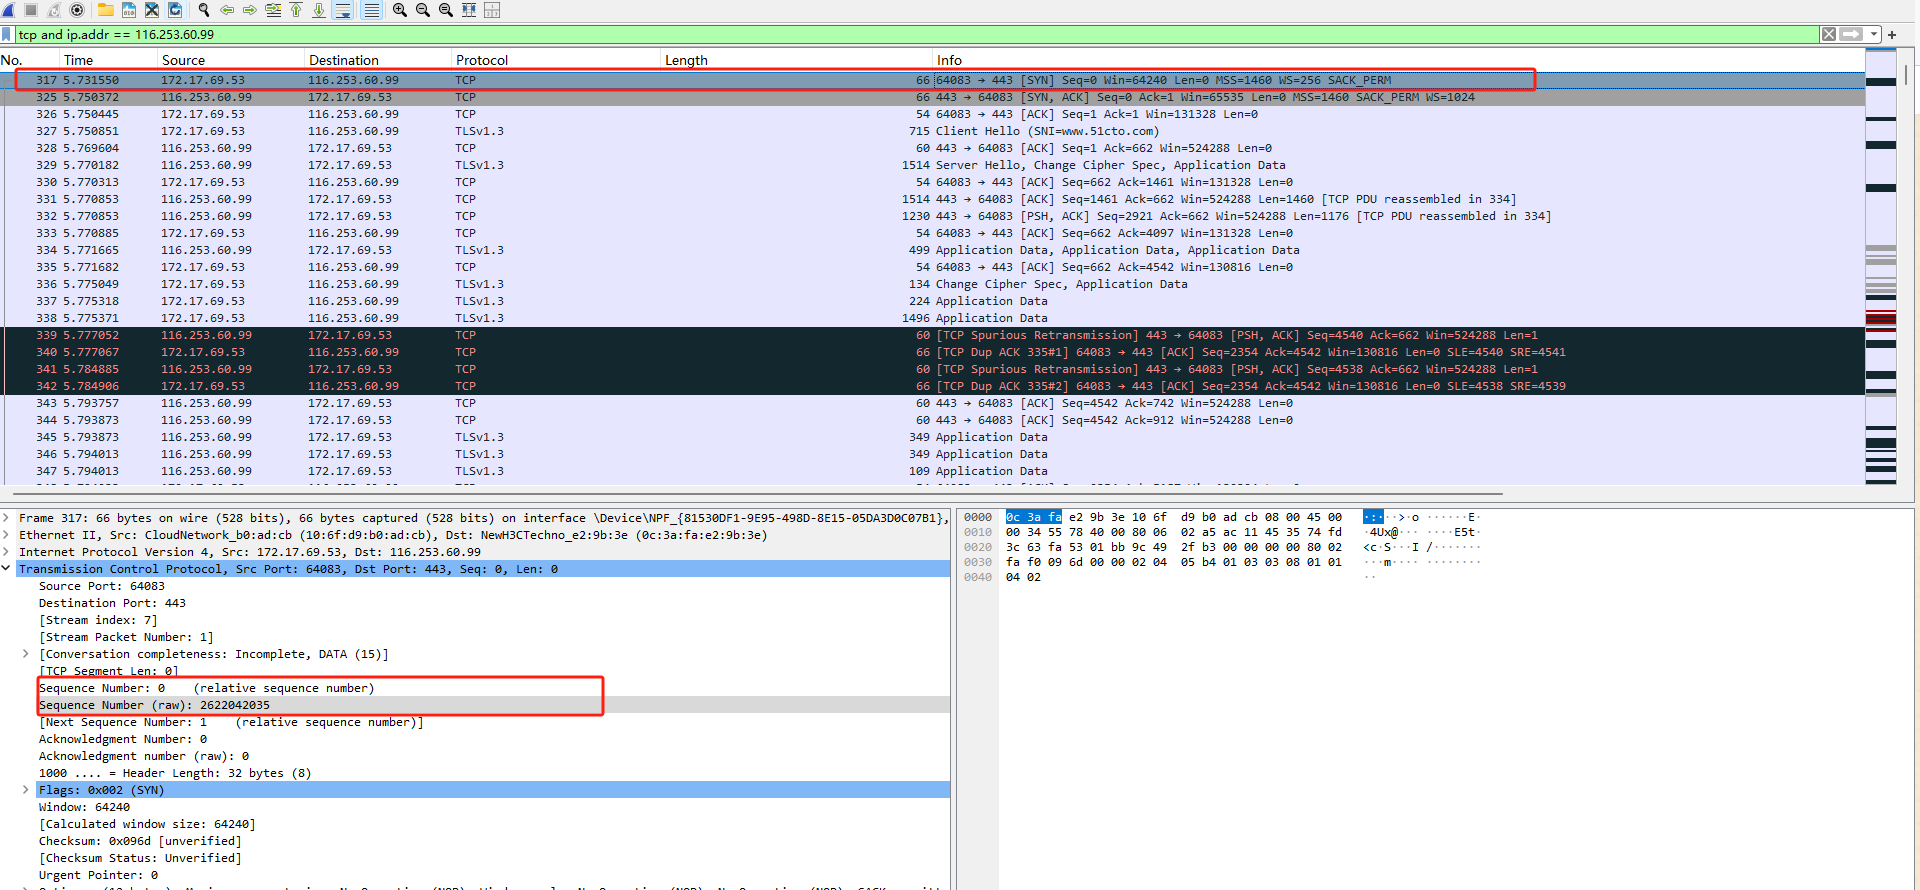 tcp and ip.addr == 116.253.60.99
No. Time Source Destination Protocol Length Info
317 5.731550 172.17.69.53 116.253.60.99 TCP 66 64083 → 443 [SYN] Seq=0 Win=64240 Len=0 MSS=1460 WS=256 SACK_PERM
325 5.750372 116.253.60.99 172.17.69.53 TCP 66 443 → 64083 [SYN, ACK] Seq=0 Ack=1 Win=65535 Len=0 MSS=1460 SACK_PERM WS=1024
326 5.750445 172.17.69.53 116.253.60.99 TCP 54 64083 → 443 [ACK] Seq=1 Ack=1 Win=131328 Len=0
327 5.750851 172.17.69.53 116.253.60.99 TLSv1.3 715 Client Hello (SNI=www.51cto.com)
328 5.769604 116.253.60.99 172.17.69.53 TCP 60 443 → 64083 [ACK] Seq=1 Ack=662 Win=524288 Len=0
329 5.770182 116.253.60.99 172.17.69.53 TLSv1.3 1514 Server Hello, Change Cipher Spec, Application Data
330 5.770313 172.17.69.53 116.253.60.99 TCP 54 64083 → 443 [ACK] Seq=662 Ack=1461 Win=131328 Len=0
331 5.770853 116.253.60.99 172.17.69.53 TCP 1514 443 → 64083 [ACK] Seq=1461 Ack=662 Win=524288 Len=1460 [TCP PDU reassembled in 334]
332 5.770853 116.253.60.99 172.17.69.53 TCP 1230 443 → 64083 [PSH, ACK] Seq=2921 Ack=662 Win=524288 Len=1176 [TCP PDU reassembled in 334]
333 5.770885 172.17.69.53 116.253.60.99 TCP 54 64083 → 443 [ACK] Seq=662 Ack=4097 Win=131328 Len=0
334 5.771665 116.253.60.99 172.17.69.53 TLSv1.3 499 Application Data, Application Data, Application Data
335 5.771682 172.17.69.53 116.253.60.99 TCP 54 64083 → 443 [ACK] Seq=662 Ack=4542 Win=130816 Len=0
336 5.775049 172.17.69.53 116.253.60.99 TLSv1.3 134 Change Cipher Spec, Application Data
337 5.775318 172.17.69.53 116.253.60.99 TLSv1.3 224 Application Data
338 5.775371 172.17.69.53 116.253.60.99 TLSv1.3 1496 Application Data
339 5.777052 116.253.60.99 172.17.69.53 TCP 60 [TCP Spurious Retransmission] 443 → 64083 [PSH, ACK] Seq=4540 Ack=662 Win=524288 Len=1
340 5.777067 172.17.69.53 116.253.60.99 TCP 66 [TCP Dup ACK 335#1] 64083 → 443 [ACK] Seq=2354 Ack=4542 Win=130816 Len=0 SLE=4540 SRE=4541
341 5.784885 116.253.60.99 172.17.69.53 TCP 60 [TCP Spurious Retransmission] 443 → 64083 [PSH, ACK] Seq=4538 Ack=662 Win=524288 Len=1
342 5.784906 172.17.69.53 116.253.60.99 TCP 66 [TCP Dup ACK 335#2] 64083 → 443 [ACK] Seq=2354 Ack=4542 Win=130816 Len=0 SLE=4538 SRE=4539
343 5.793757 116.253.60.99 172.17.69.53 TCP 60 443 → 64083 [ACK] Seq=4542 Ack=742 Win=524288 Len=0
344 5.793873 116.253.60.99 172.17.69.53 TCP 60 443 → 64083 [ACK] Seq=4542 Ack=912 Win=524288 Len=0
345 5.793873 116.253.60.99 172.17.69.53 TLSv1.3 349 Application Data
346 5.794013 116.253.60.99 172.17.69.53 TLSv1.3 349 Application Data
347 5.794013 116.253.60.99 172.17.69.53 TLSv1.3 109 Application Data
Frame 317: 66 bytes on wire (528 bits), 66 bytes captured (528 bits) on interface \Device\NPF_{81530DF1-9E95-498D-8E15-05DA3D0C07B1},
Ethernet II, Src: CloudNetwork_b0:ad:cb (10:6f:d9:b0:ad:cb), Dst: NewH3CTechno_e2:9b:3e (0c:3a:fa:e2:9b:3e)
Internet Protocol Version 4, Src: 172.17.69.53, Dst: 116.253.60.99
Transmission Control Protocol, Src Port: 64083, Dst Port: 443, Seq: 0, Len: 0
Source Port: 64083
Destination Port: 443
[Stream index: 7]
[Stream Packet Number: 1]
[Conversation completeness: Incomplete, DATA (15)]
[TCP Segment Len: 0]
Sequence Number: 0 (relative sequence number)
Sequence Number (raw): 2622042035
[Next Sequence Number: 1 (relative sequence number)]
Acknowledgment Number: 0
Acknowledgment number (raw): 0
1000 .... = Header Length: 32 bytes (8)
Flags: 0x002 (SYN)
Window: 64240
[Calculated window size: 64240]
Checksum: 0x096d [unverified]
[Checksum Status: Unverified]
Urgent Pointer: 0
0000 0c 3a fa e2 9b 3e 10 6f d9 b0 ad cb 08 00 45 00 ·:···>·o ······E·
0010 00 34 55 78 40 00 80 06 02 a5 ac 11 45 35 74 fd ·4Ux@··· ····E5t·
0020 3c 63 fa 53 01 bb 9c 49 2f b3 00 00 00 00 80 02 <c·S···I /·······
0030 fa f0 09 6d 00 00 02 04 05 b4 01 03 03 08 01 01 ···m···· ········
0040 04 02 ··